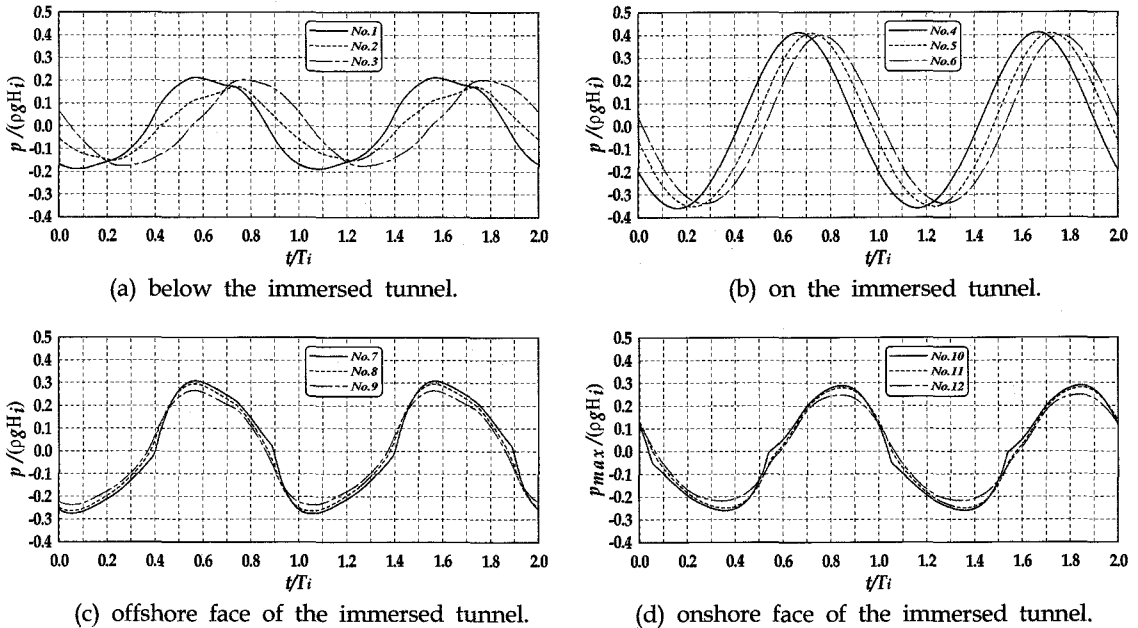 0.5
0.4
0.3
0.2
0.1
0.0
-0.1
-0.2
-0.3
-0.4
p/(ρgHi)
No.1
No.2
No.3
0.0 0.2 0.4 0.6 0.8 1.0 1.2 1.4 1.6 1.8 2.0
t/Ti
(a) below the immersed tunnel.
0.5
0.4
0.3
0.2
0.1
0.0
-0.1
-0.2
-0.3
-0.4
p/(ρgHi)
No.4
No.5
No.6
0.0 0.2 0.4 0.6 0.8 1.0 1.2 1.4 1.6 1.8 2.0
t/Ti
(b) on the immersed tunnel.
0.5
0.4
0.3
0.2
0.1
0.0
-0.1
-0.2
-0.3
-0.4
p/(ρgHi)
No.7
No.8
No.9
0.0 0.2 0.4 0.6 0.8 1.0 1.2 1.4 1.6 1.8 2.0
t/Ti
(c) offshore face of the immersed tunnel.
0.5
0.4
0.3
0.2
0.1
0.0
-0.1
-0.2
-0.3
-0.4
pmax/(ρgHi)
No.10
No.11
No.12
0.0 0.2 0.4 0.6 0.8 1.0 1.2 1.4 1.6 1.8 2.0
t/Ti
(d) onshore face of the immersed tunnel.